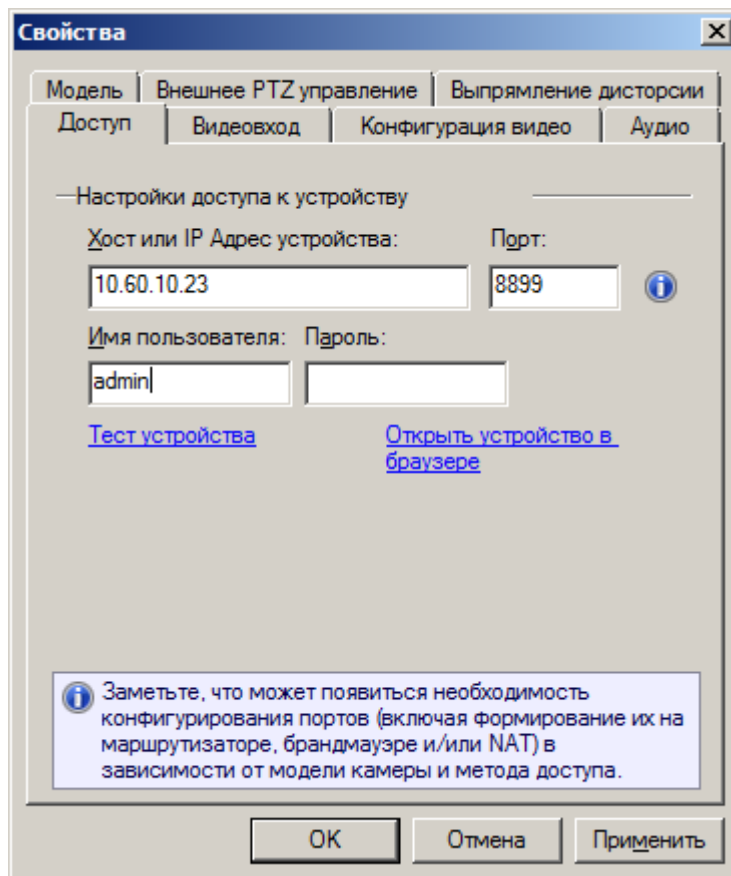 Свойства
Модель
Внешнее PTZ управление
Выпрямление дисторсии
Доступ
Видеовход
Конфигурация видео
Аудио
Настройки доступа к устройству
Хост или IP Адрес устройства:
Порт:
10.60.10.23
8899
Имя пользователя:
Пароль:
admin
Тест устройства
Открыть устройство в
браузере
Заметьте, что может появиться необходимость
конфигурирования портов (включая формирование их на
маршрутизаторе, брандмауэре и/или NAT) в
зависимости от модели камеры и метода доступа.
OK
Отмена
Применить